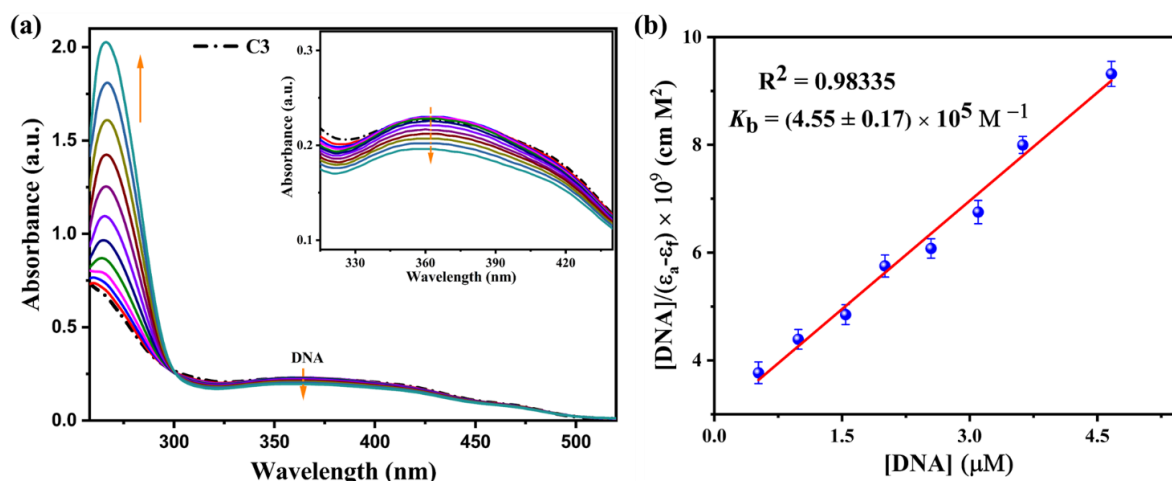 (a)
C3
DNA
Absorbance (a.u.)
2.0
1.5
1.0
0.5
0.0
300
350
400
450
500
Wavelength (nm)
Absorbance (a.u.)
0.3
0.2
0.1
330
360
390
420
Wavelength (nm)
(b)
R² = 0.98335
K_b = (4.55 ± 0.17) × 10⁵ M⁻¹
[DNA]/(εₐ-ε_f) × 10⁹ (cm M²)
10
8
6
4
0.0
1.5
3.0
4.5
[DNA] (μM)